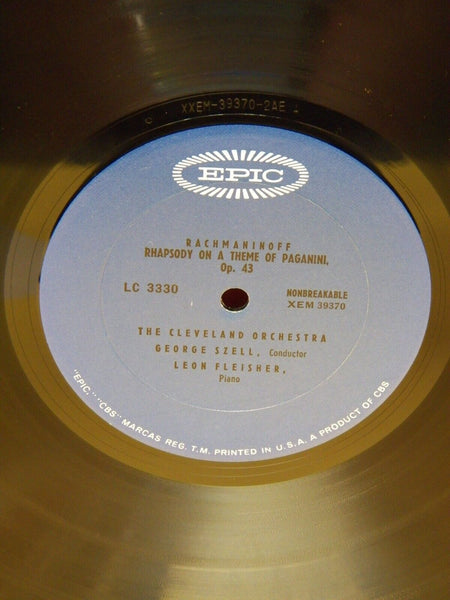 XXEM-39370-2AE
EPIC
RACHMANINOFF
RHAPSODY ON A THEME OF PAGANINI,
Op. 43
LC 3330
NONBREAKABLE
XEM 39370
THE CLEVELAND ORCHESTRA
GEORGE SZELL, Conductor
LEON FLEISHER,
Piano
"EPIC," "CBS" MARCAS REG. T.M. PRINTED IN U.S.A. A PRODUCT OF CBS